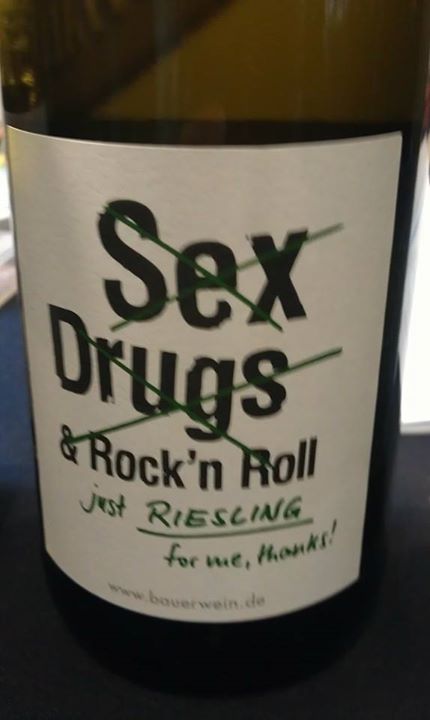 Sex
Drugs
& Rock'n Roll
just RIESLING
for me, thanks!
www.bauerwein.de